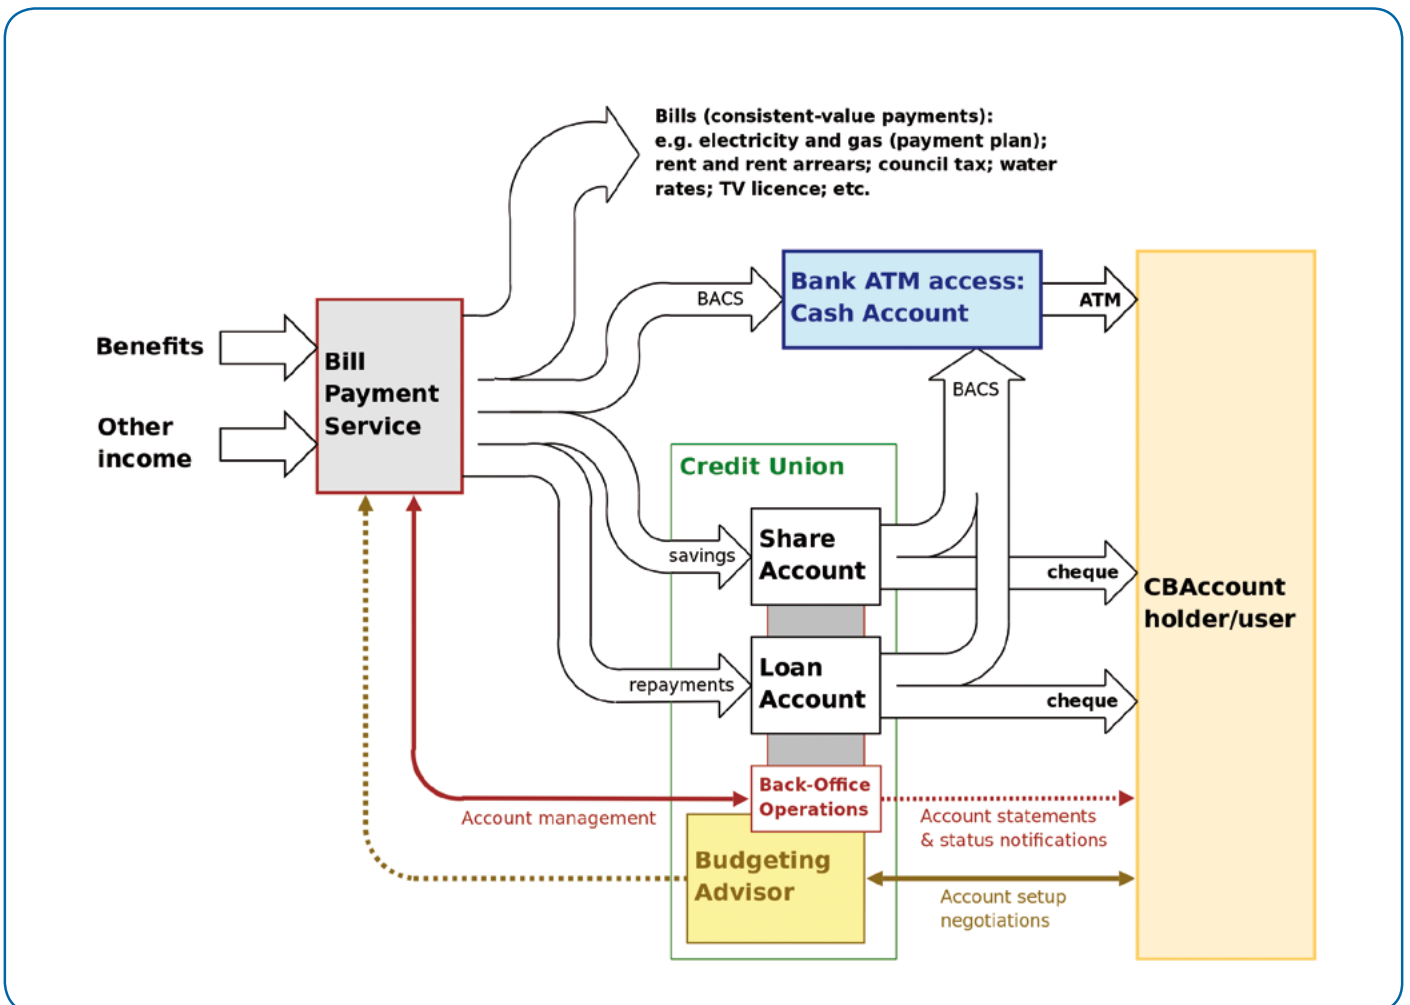 Bills (consistent-value payments):
e.g. electricity and gas (payment plan);
rent and rent arrears; council tax; water
rates; TV licence; etc.
Benefits
Other
income
Bill
Payment
Service
BACS
Bank ATM access:
Cash Account
ATM
BACS
Credit Union
savings
Share
Account
cheque
CBAccount
holder/user
repayments
Loan
Account
cheque
Back-Office
Operations
Account management
Account statements
& status notifications
Budgeting
Advisor
Account setup
negotiations